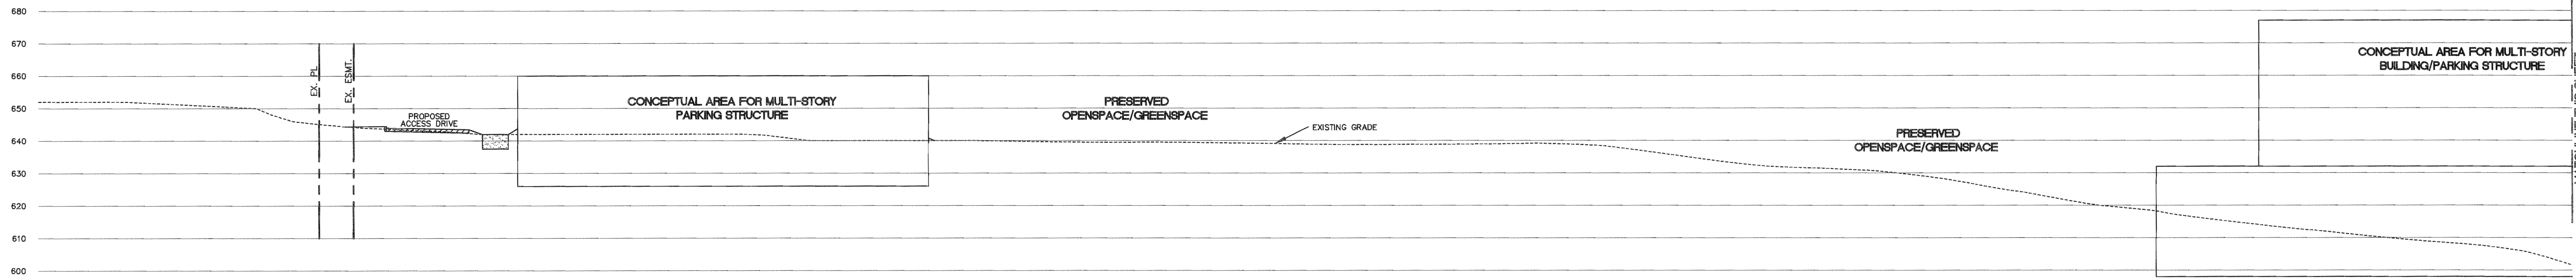 680
670
660
650
640
630
620
610
600
EX. PL
EX. ESMT.
PROPOSED
ACCESS DRIVE
CONCEPTUAL AREA FOR MULTI-STORY
PARKING STRUCTURE
PRESERVED
OPENSPACE/GREENSPACE
EXISTING GRADE
PRESERVED
OPENSPACE/GREENSPACE
CONCEPTUAL AREA FOR MULTI-STORY
BUILDING/PARKING STRUCTURE